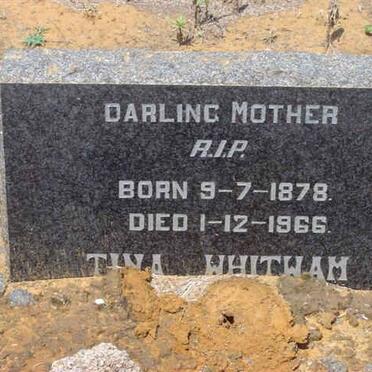 DARLING MOTHER
R.I.P.
BORN 9-7-1878.
DIED 1-12-1966.
TINA WHITWAM